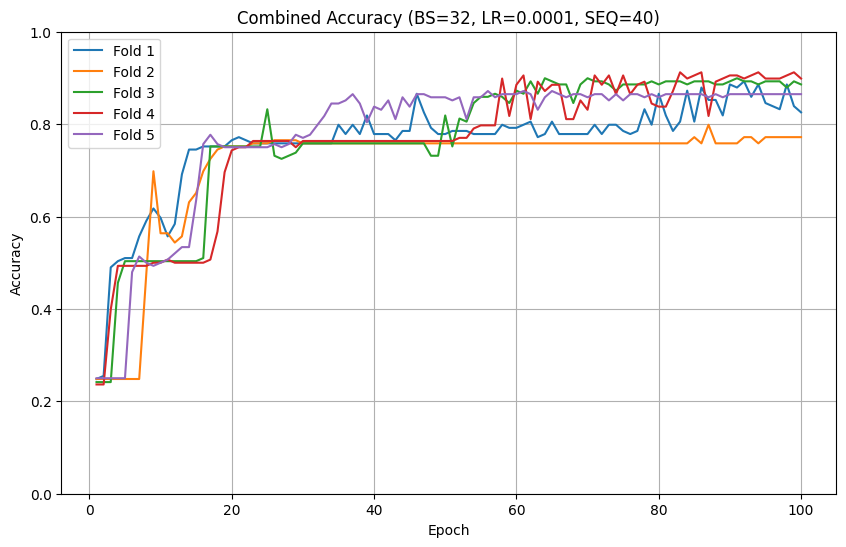 Combined Accuracy (BS=32, LR=0.0001, SEQ=40)
1.0
0.8
0.6
0.4
0.2
0.0
Accuracy
Fold 1
Fold 2
Fold 3
Fold 4
Fold 5
0 20 40 60 80 100
Epoch